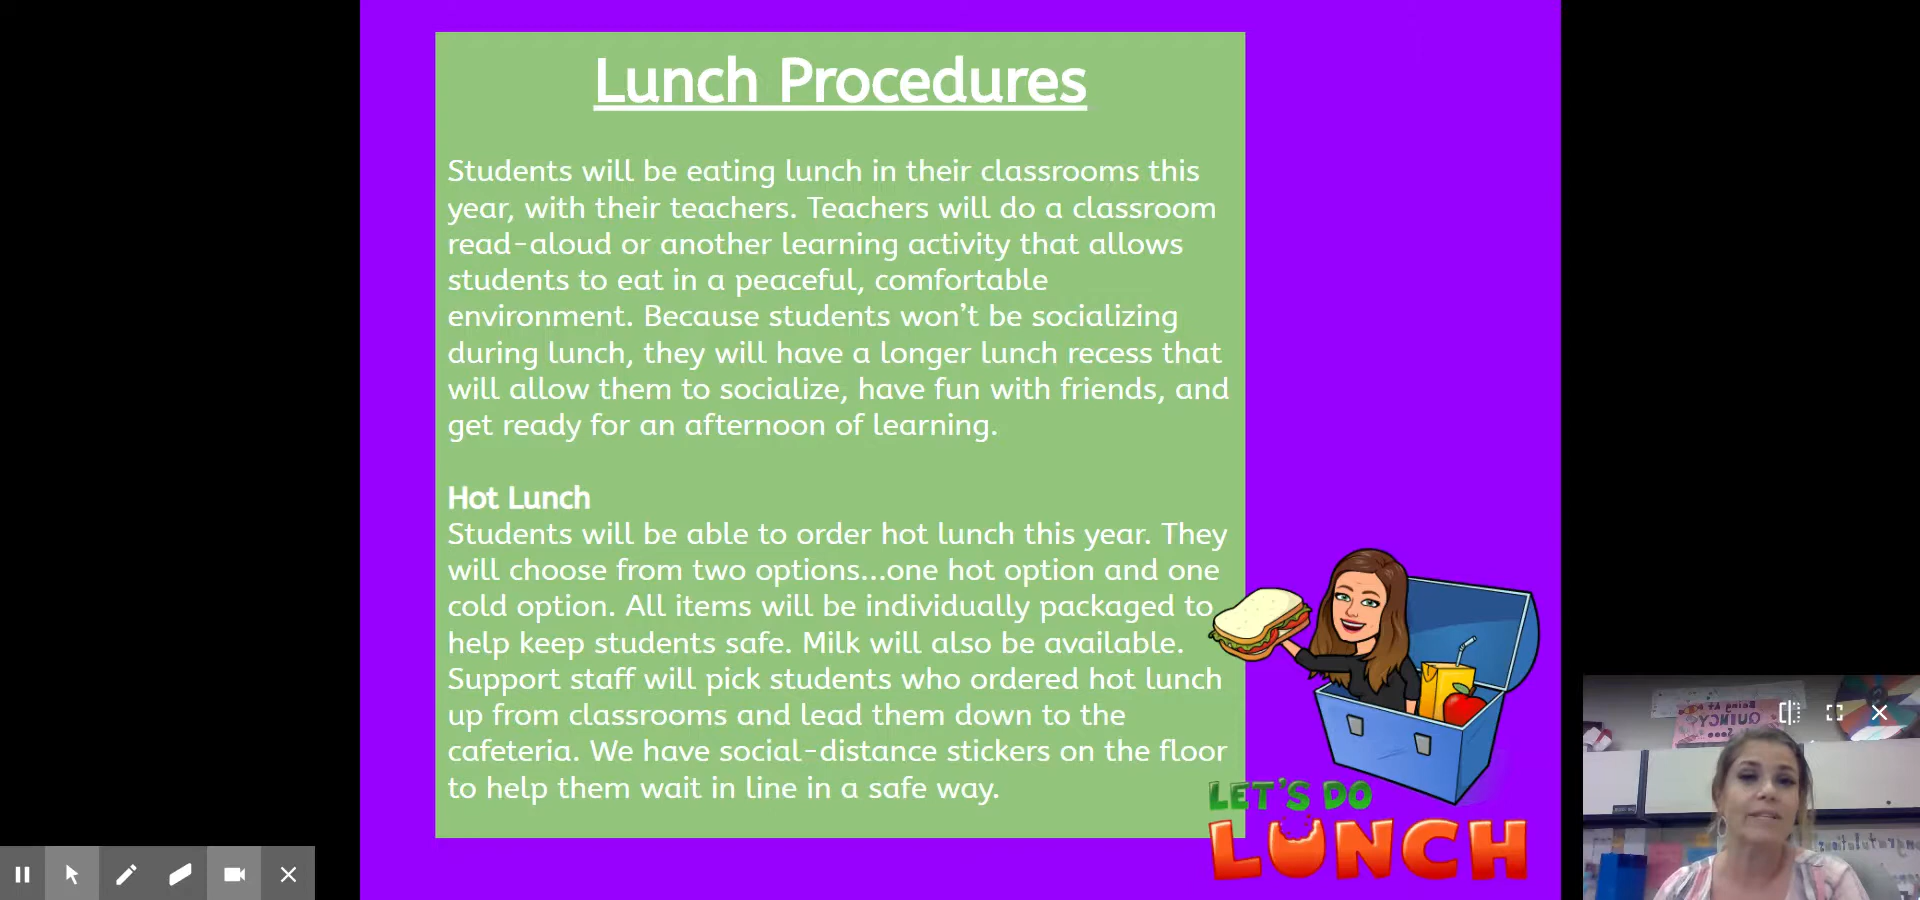 Lunch Procedures
Students will be eating lunch in their classrooms this
year, with their teachers. Teachers will do a classroom
read-aloud or another learning activity that allows
students to eat in a peaceful, comfortable
environment. Because students won't be socializing
during lunch, they will have a longer lunch recess that
will allow them to socialize, have fun with friends, and
get ready for an afternoon of learning.
Hot Lunch
Students will be able to order hot lunch this year. They
will choose from two options...one hot option and one
cold option. All items will be individually packaged to
help keep students safe. Milk will also be available.
Support staff will pick students who ordered hot lunch
up from classrooms and lead them down to the
cafeteria. We have social-distance stickers on the floor
to help them wait in line in a safe way.
LET'S DO
LUNCH
Being At
QUINCY